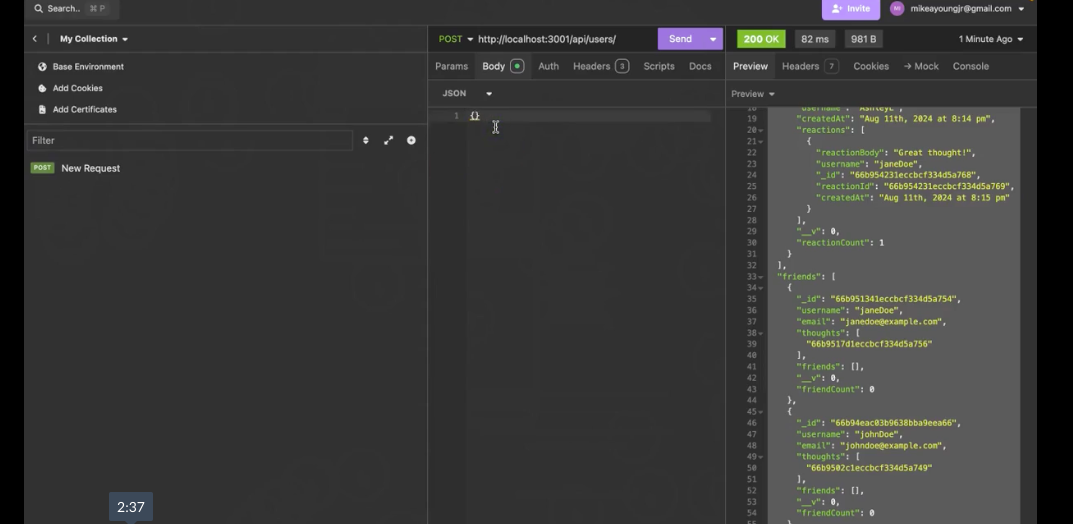 Search.. ⌘ P
Invite
mikeayoungjr@gmail.com
My Collection
POST http://localhost:3001/api/users/ Send
200 OK 82 ms 981 B 1 Minute Ago
Base Environment
Add Cookies
Add Certificates
Params Body Auth Headers 3 Scripts Docs
Preview Headers 7 Cookies → Mock Console
JSON
Preview
1 {}
Filter
POST New Request
18 "username": "AshleyE",
19 "createdAt": "Aug 11th, 2024 at 8:14 pm",
20 "reactions": [
21 {
22 "reactionBody": "Great thought!",
23 "username": "janeDoe",
24 "_id": "66b954231eccbcf334d5a768",
25 "reactionId": "66b954231eccbcf334d5a769",
26 "createdAt": "Aug 11th, 2024 at 8:15 pm"
27 }
28 ],
29 "__v": 0,
30 "reactionCount": 1
31 }
32 ],
33 "friends": [
34 {
35 "_id": "66b951341eccbcf334d5a754",
36 "username": "janeDoe",
37 "email": "janedoe@example.com",
38 "thoughts": [
39 "66b9517d1eccbcf334d5a756"
40 ],
41 "friends": [],
42 "__v": 0,
43 "friendCount": 0
44 },
45 {
46 "_id": "66b94eac03b9638bba9eea66",
47 "username": "johnDoe",
48 "email": "johndoe@example.com",
49 "thoughts": [
50 "66b9502c1eccbcf334d5a749"
51 ],
52 "friends": [],
53 "__v": 0,
54 "friendCount": 0
2:37